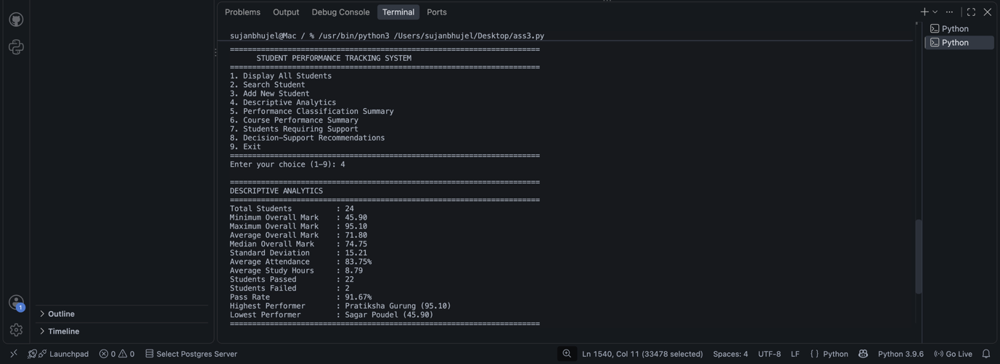 Problems Output Debug Console Terminal Ports
sujanbhujel@Mac / % /usr/bin/python3 /Users/sujanbhujel/Desktop/ass3.py
Python
Python
======================================================================
STUDENT PERFORMANCE TRACKING SYSTEM
======================================================================
1. Display All Students
2. Search Student
3. Add New Student
4. Descriptive Analytics
5. Performance Classification Summary
6. Course Performance Summary
7. Students Requiring Support
8. Decision-Support Recommendations
9. Exit
======================================================================
Enter your choice (1-9): 4
======================================================================
DESCRIPTIVE ANALYTICS
======================================================================
Total Students : 24
Minimum Overall Mark : 45.90
Maximum Overall Mark : 95.10
Average Overall Mark : 71.80
Median Overall Mark : 74.75
Standard Deviation : 15.21
Average Attendance : 83.75%
Average Study Hours : 8.79
Students Passed : 22
Students Failed : 2
Pass Rate : 91.67%
Highest Performer : Pratiksha Gurung (95.10)
Lowest Performer : Sagar Poudel (45.90)
======================================================================
1
Outline
Timeline
Launchpad 0 0 Select Postgres Server Ln 1540, Col 11 (33478 selected) Spaces: 4 UTF-8 LF { } Python Python 3.9.6 Go Live